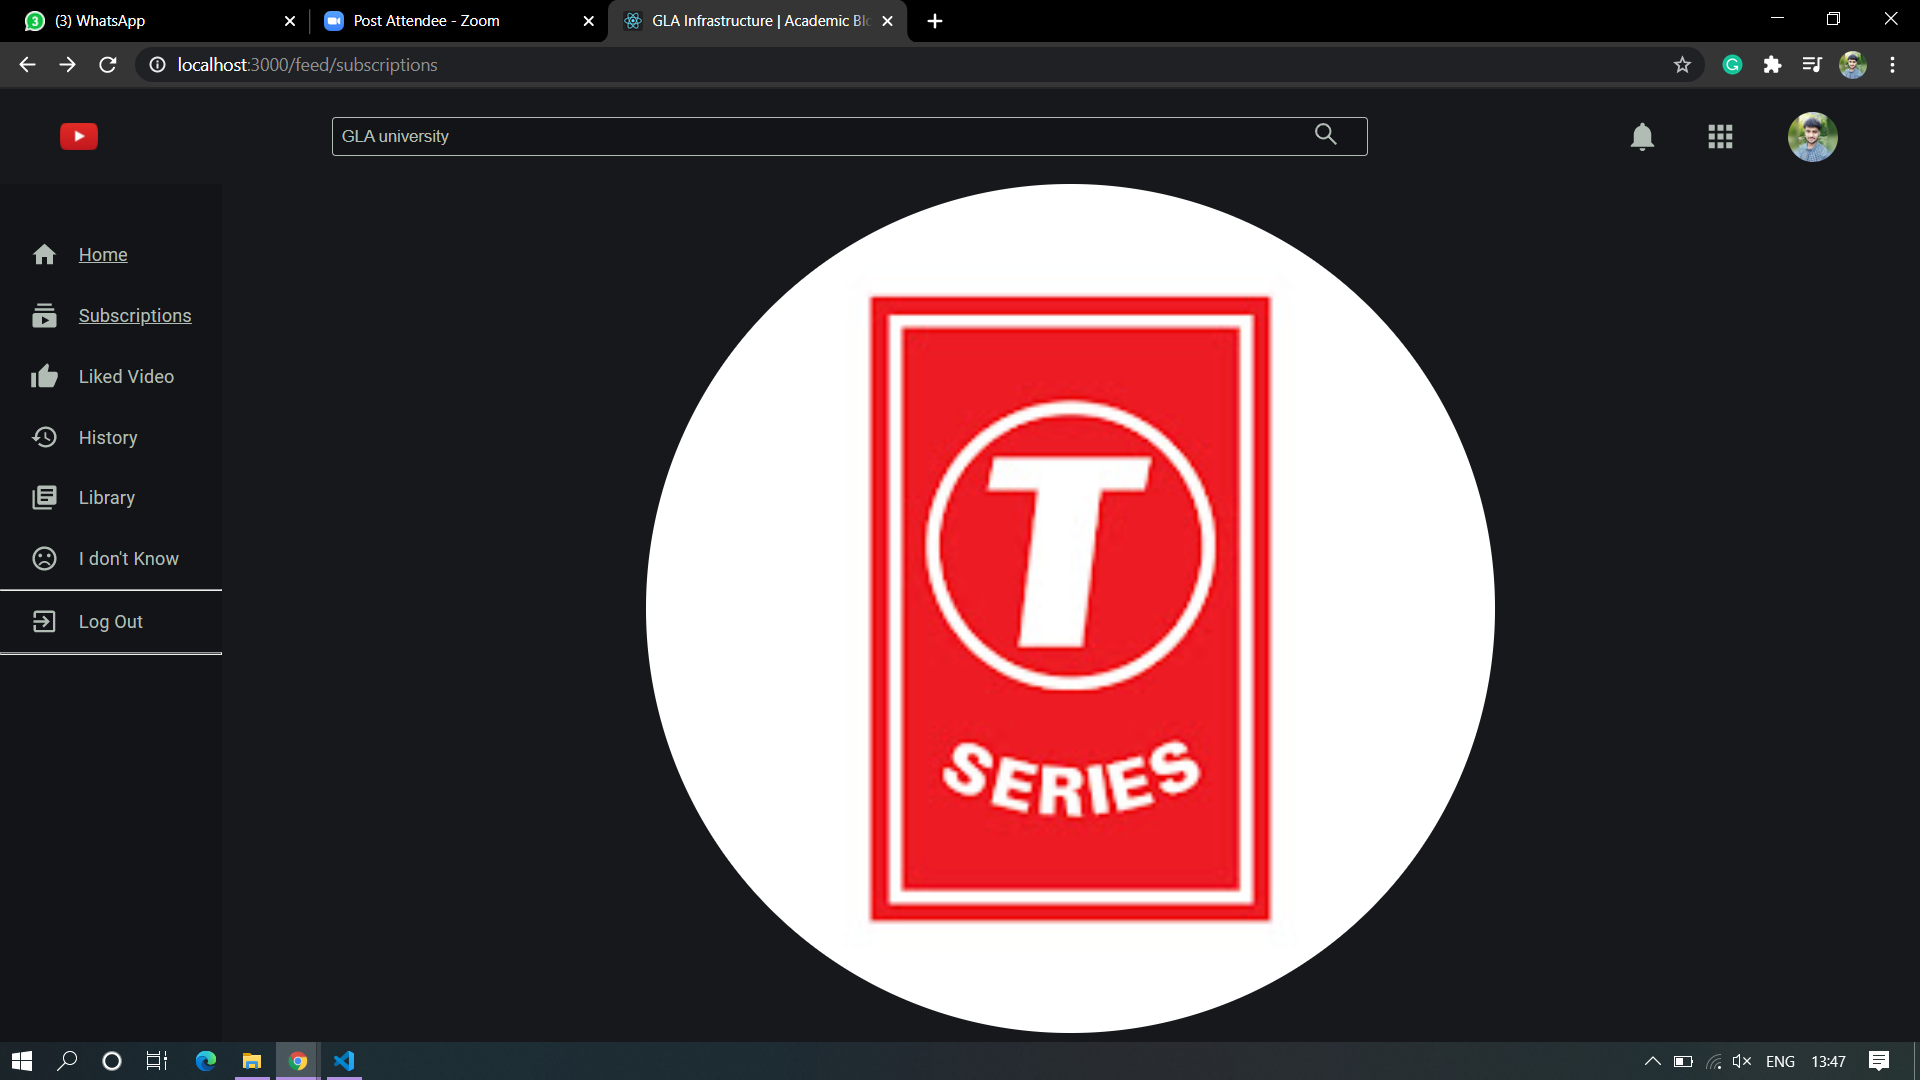 (3) WhatsApp
Post Attendee - Zoom
GLA Infrastructure | Academic Blo
localhost:3000/feed/subscriptions
GLA university
Home
Subscriptions
Liked Video
History
Library
I don't Know
Log Out
T
SERIES
ENG
13:47